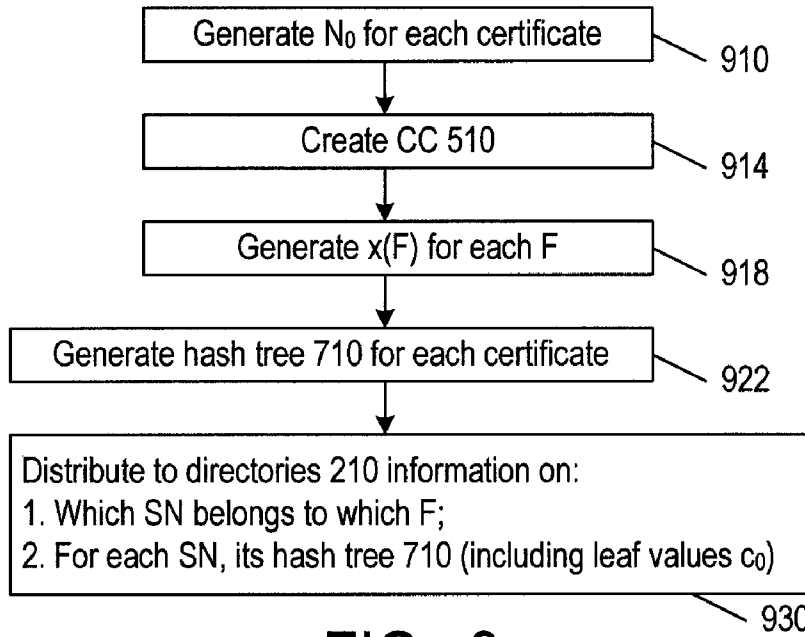 Generate N₀ for each certificate
910
Create CC 510
914
Generate x(F) for each F
918
Generate hash tree 710 for each certificate
922
Distribute to directories 210 information on:
1. Which SN belongs to which F;
2. For each SN, its hash tree 710 (including leaf values c₀)
930